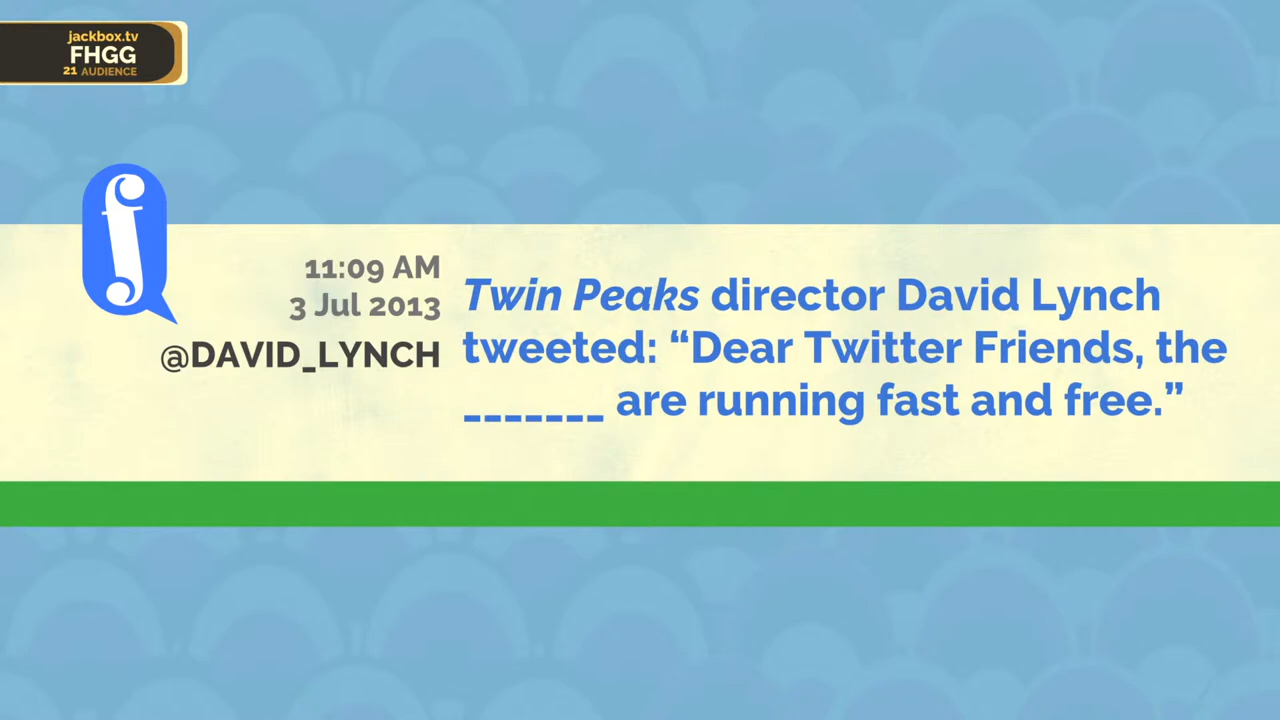 jackbox.tv
FHGG
21 AUDIENCE
f
11:09 AM
3 Jul 2013
@DAVID_LYNCH
Twin Peaks director David Lynch
tweeted: “Dear Twitter Friends, the
_______ are running fast and free.”